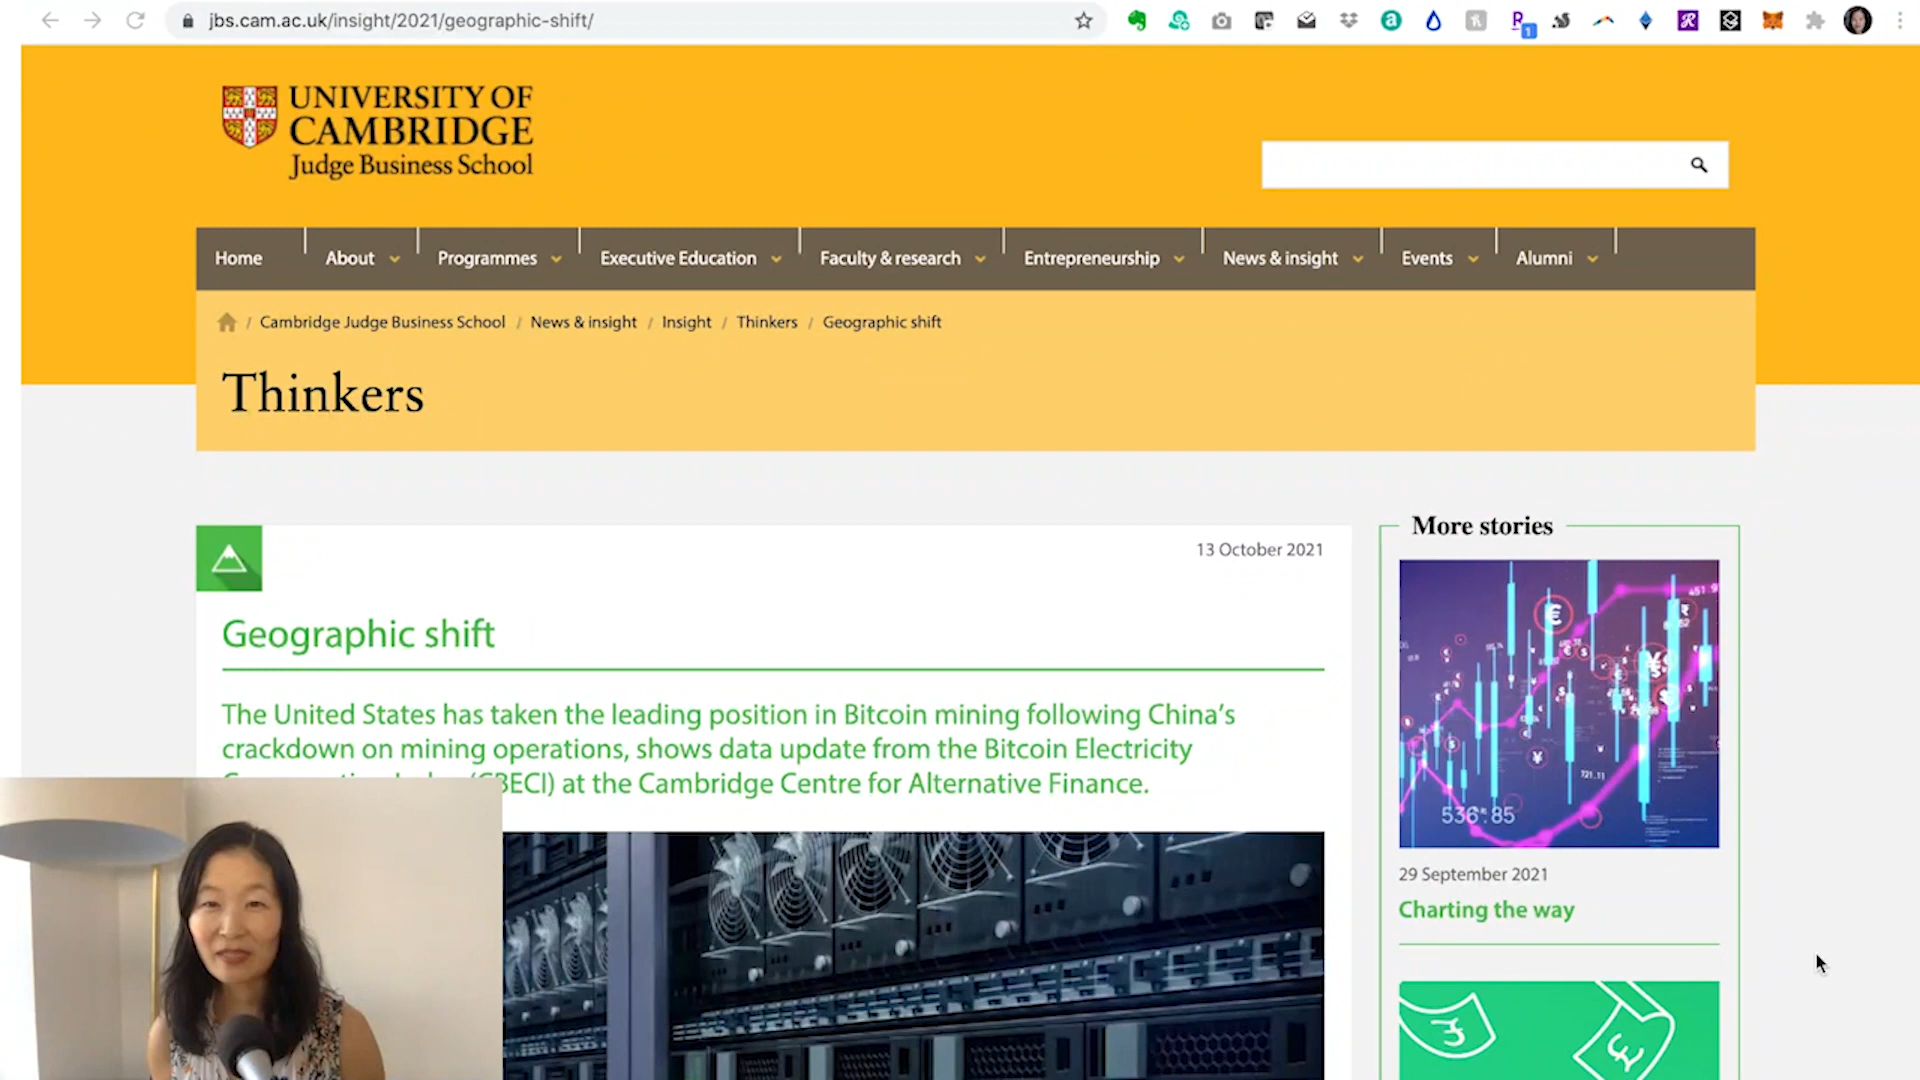 jbs.cam.ac.uk/insight/2021/geographic-shift/
UNIVERSITY OF
CAMBRIDGE
Judge Business School
Home About Programmes Executive Education Faculty & research Entrepreneurship News & insight Events Alumni
/ Cambridge Judge Business School / News & insight / Insight / Thinkers / Geographic shift
Thinkers
13 October 2021
Geographic shift
The United States has taken the leading position in Bitcoin mining following China's
crackdown on mining operations, shows data update from the Bitcoin Electricity
at the Cambridge Centre for Alternative Finance.
More stories
536.85
721.11
29 September 2021
Charting the way